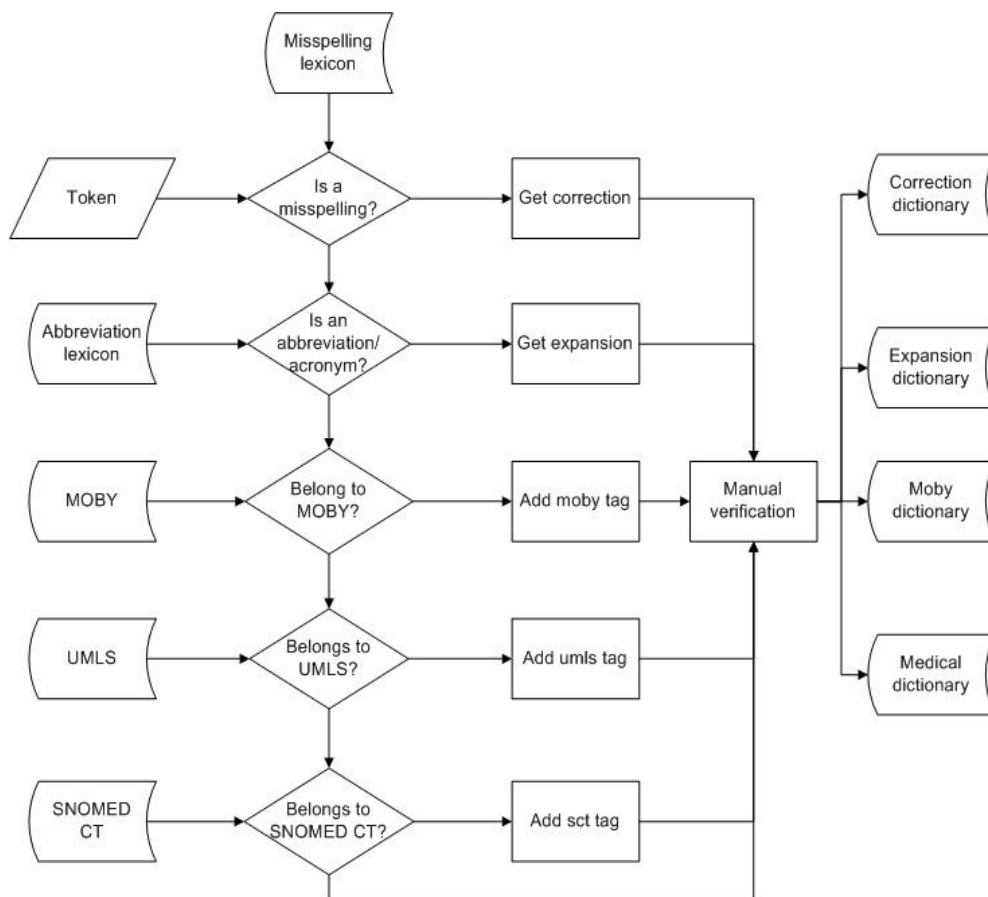 Misspelling
lexicon
Token
Is a
misspelling?
Get correction
Correction
dictionary
Abbreviation
lexicon
Is an
abbreviation/
acronym?
Get expansion
Expansion
dictionary
MOBY
Belong to
MOBY?
Add moby tag
Manual
verification
Moby
dictionary
UMLS
Belongs to
UMLS?
Add umls tag
Medical
dictionary
SNOMED
CT
Belongs to
SNOMED CT?
Add sct tag